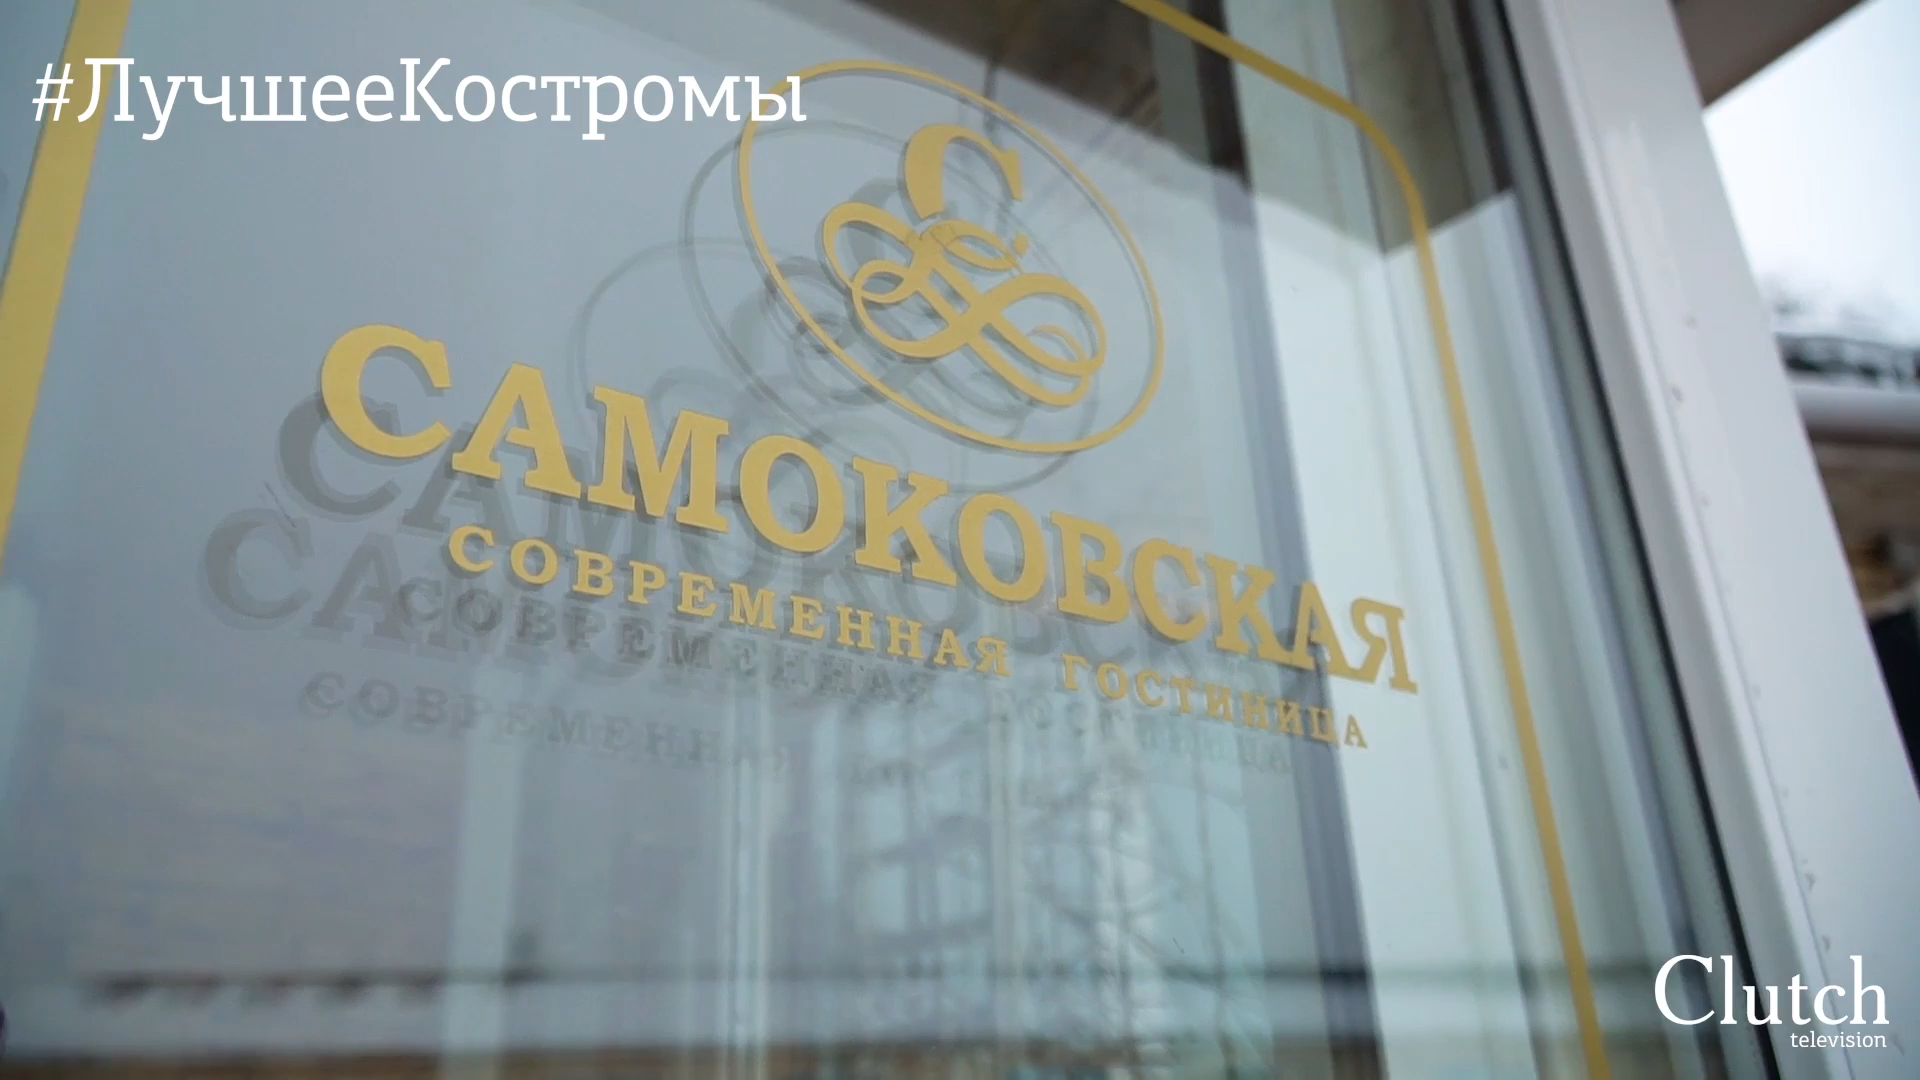 #ЛучшееКостромы
САМОКОВСКАЯ
СОВРЕМЕННАЯ ГОСТИНИЦА
Clutch
television